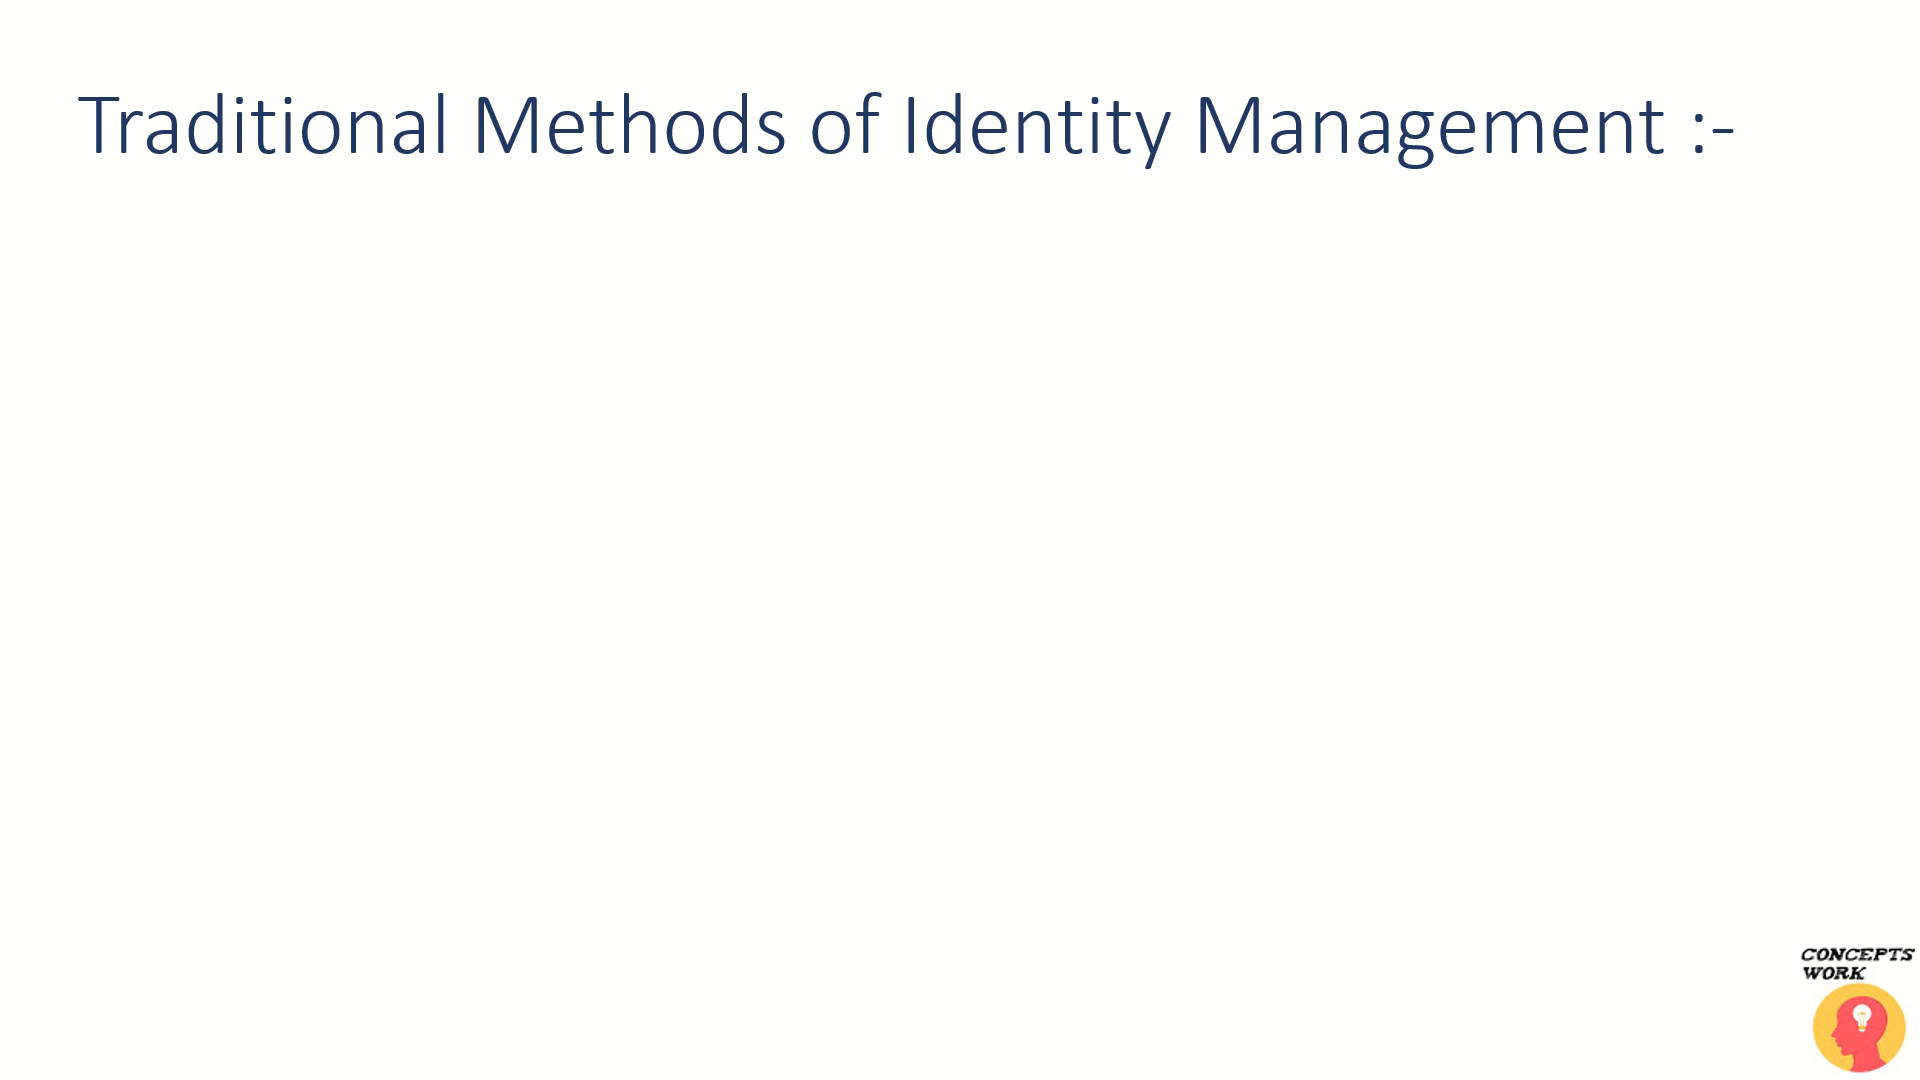 Traditional Methods of Identity Management :-
CONCEPTS
WORK